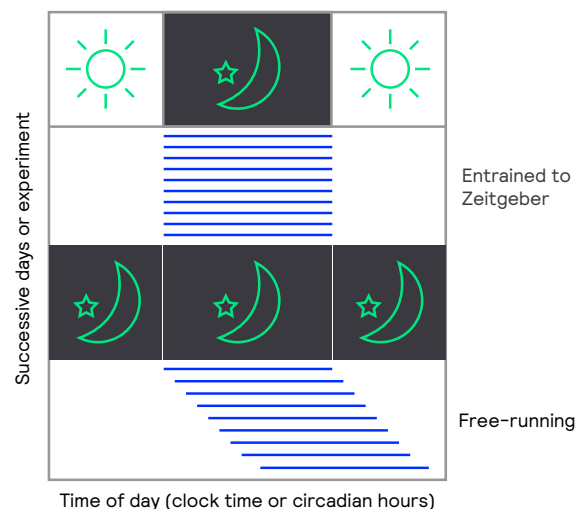 Successive days or experiment
Entrained to
Zeitgeber
Free-running
Time of day (clock time or circadian hours)